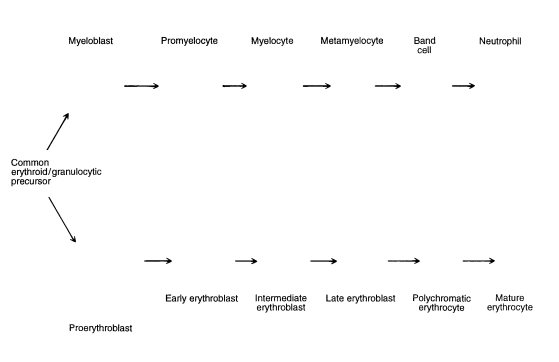 Myeloblast
Promyelocyte
Myelocyte
Metamyelocyte
Band
cell
Neutrophil
Common
erythroid/granulocytic
precursor
Early erythroblast
Intermediate
erythroblast
Late erythroblast
Polychromatic
erythrocyte
Mature
erythrocyte
Proerythroblast